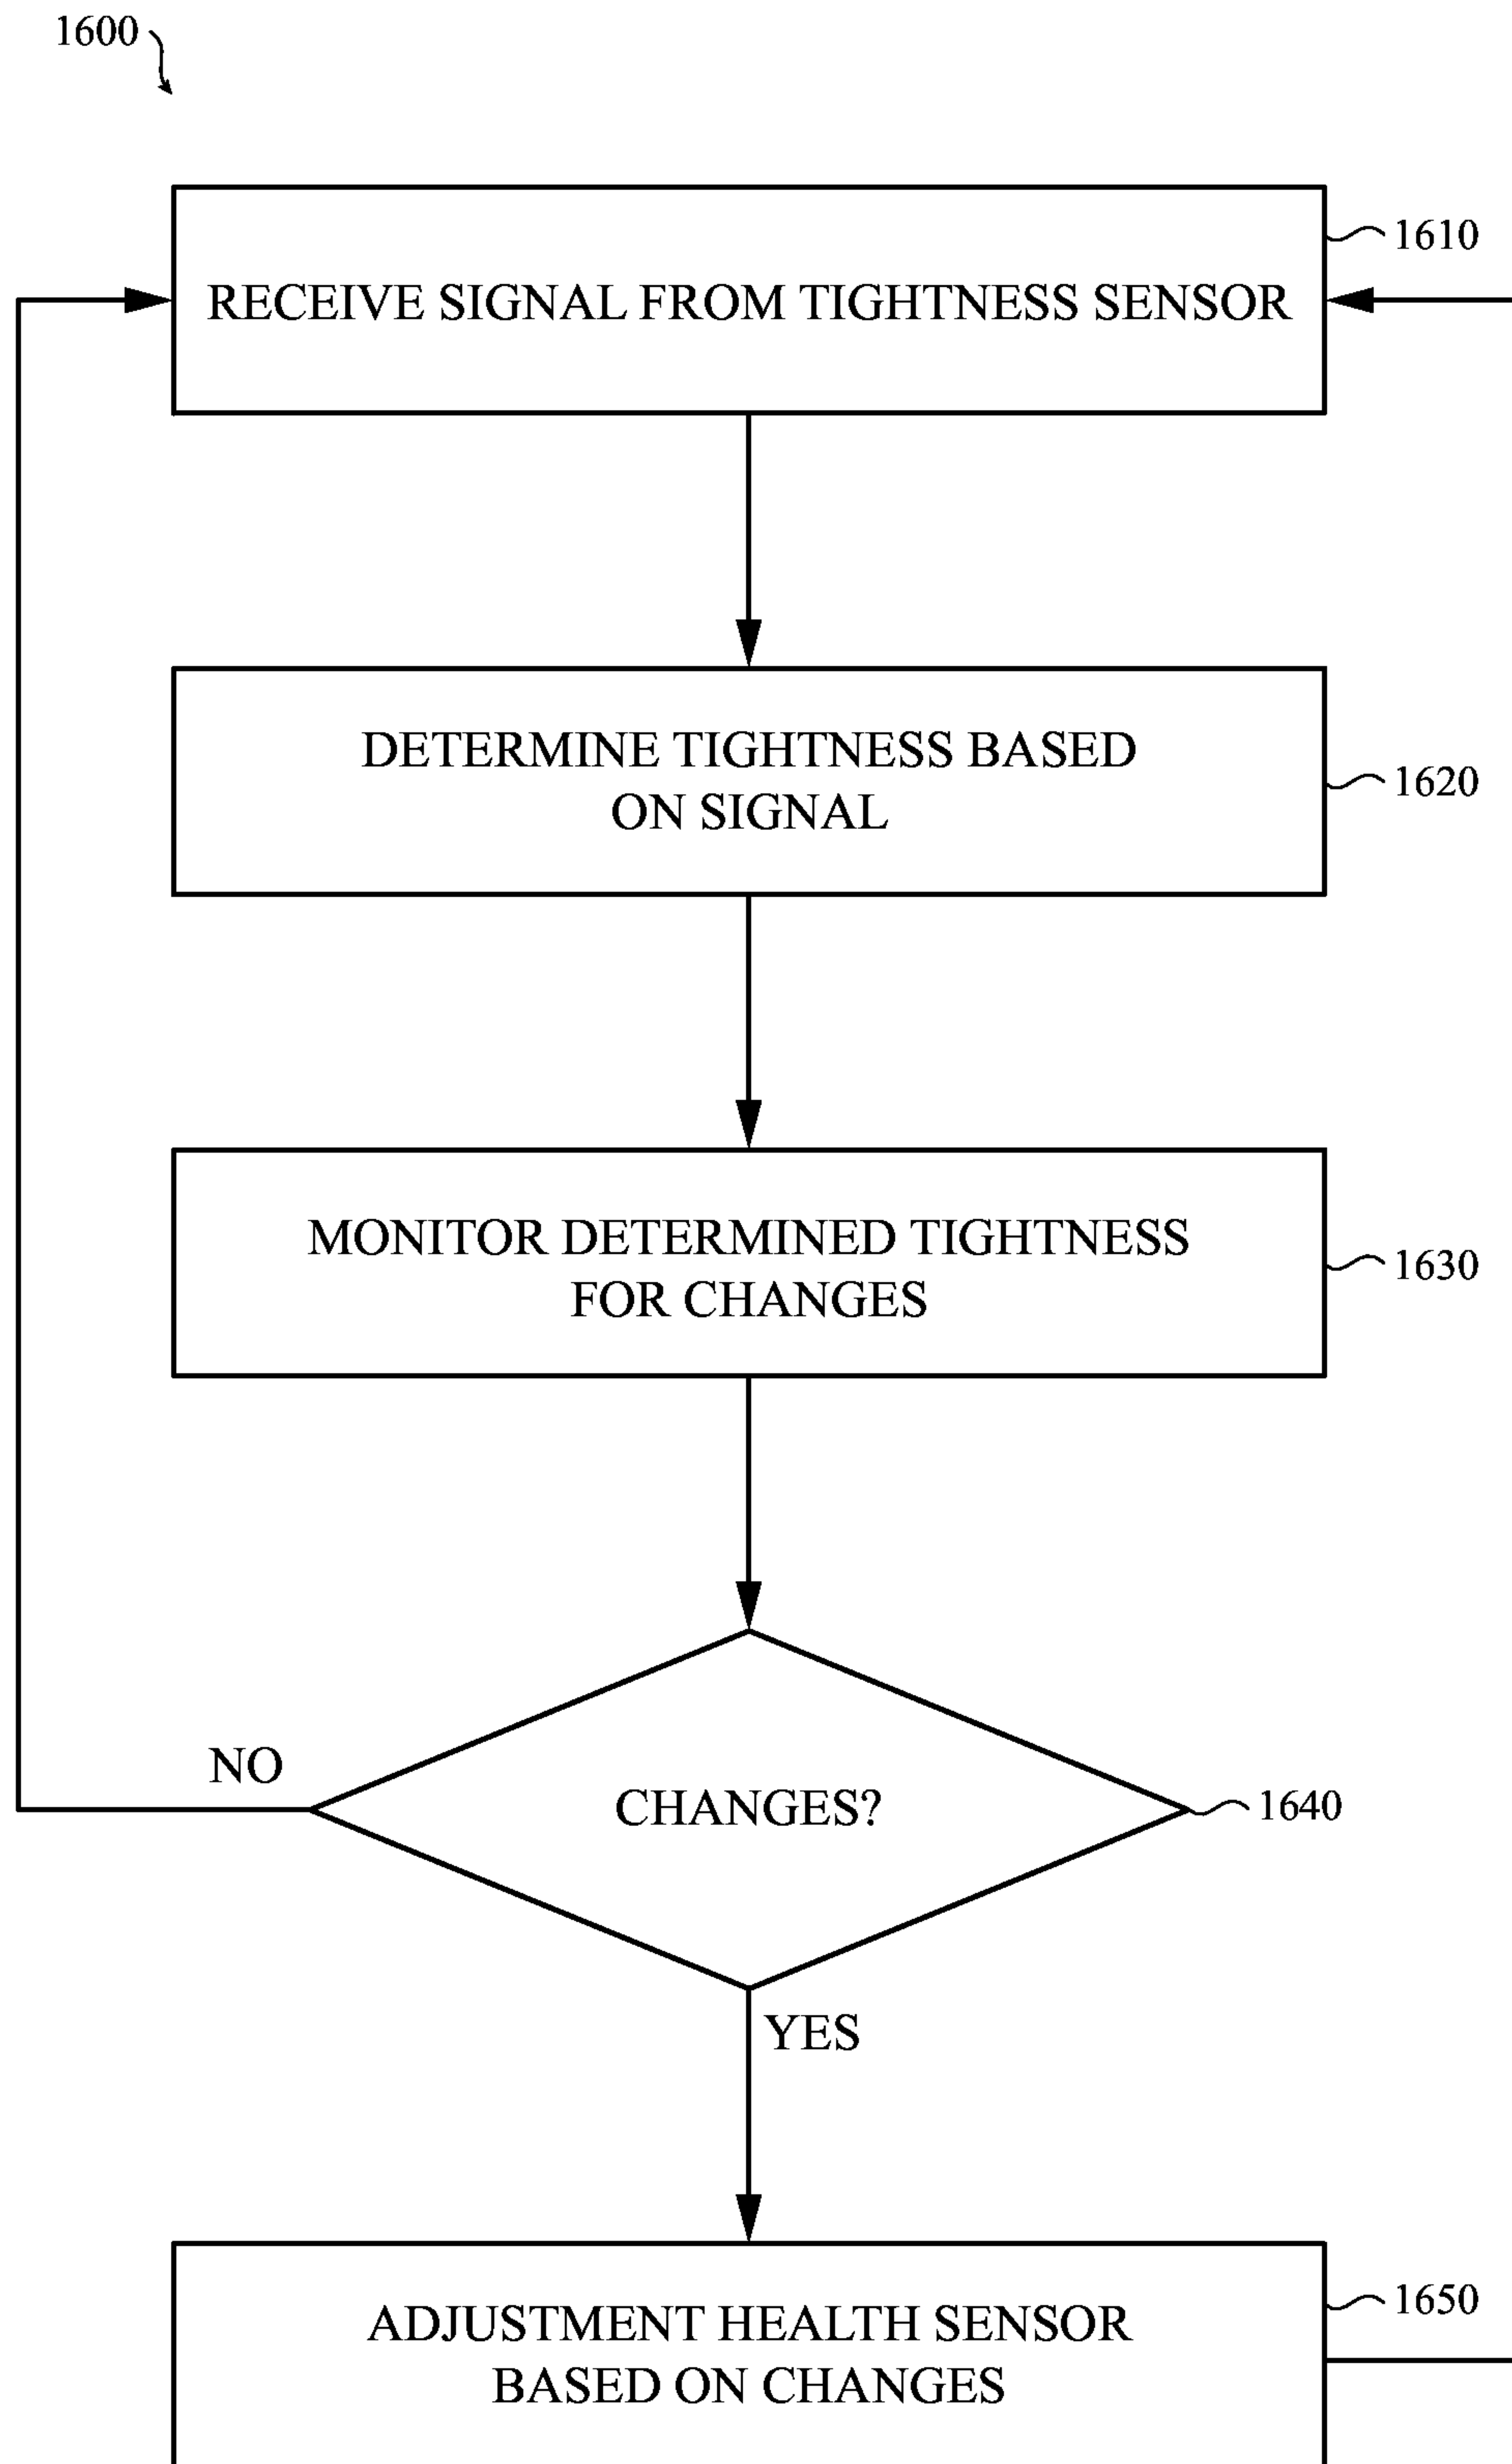 1600
1610
RECEIVE SIGNAL FROM TIGHTNESS SENSOR
DETERMINE TIGHTNESS BASED
ON SIGNAL
1620
MONITOR DETERMINED TIGHTNESS
FOR CHANGES
1630
NO
CHANGES?
1640
YES
1650
ADJUSTMENT HEALTH SENSOR
BASED ON CHANGES